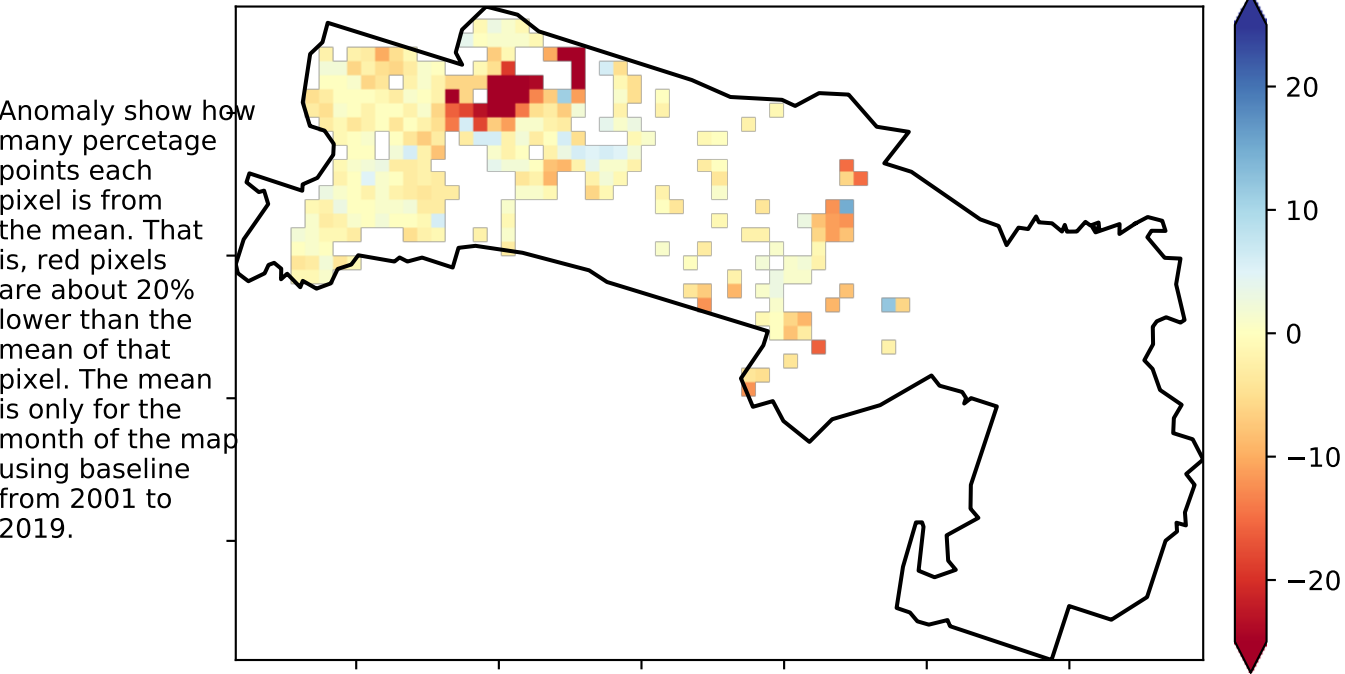 Anomaly show how
many percetage
points each
pixel is from
the mean. That
is, red pixels
are about 20%
lower than the
mean of that
pixel. The mean
is only for the
month of the map
using baseline
from 2001 to
2019.
20
10
0
−10
−20